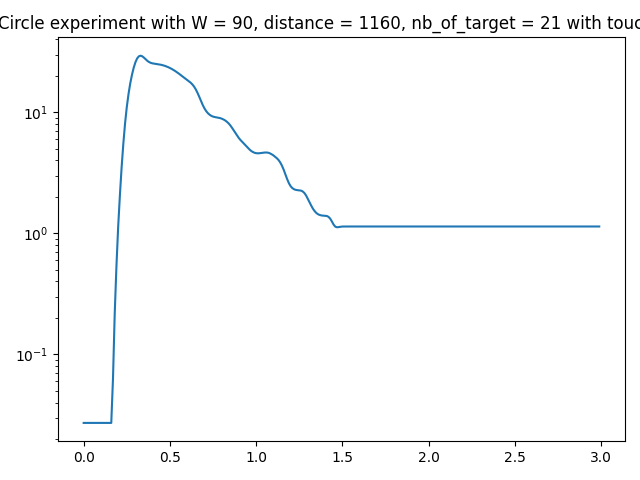 Circle experiment with W = 90, distance = 1160, nb_of_target = 21 with touc
10¹
10⁰
10⁻¹
0.0 0.5 1.0 1.5 2.0 2.5 3.0